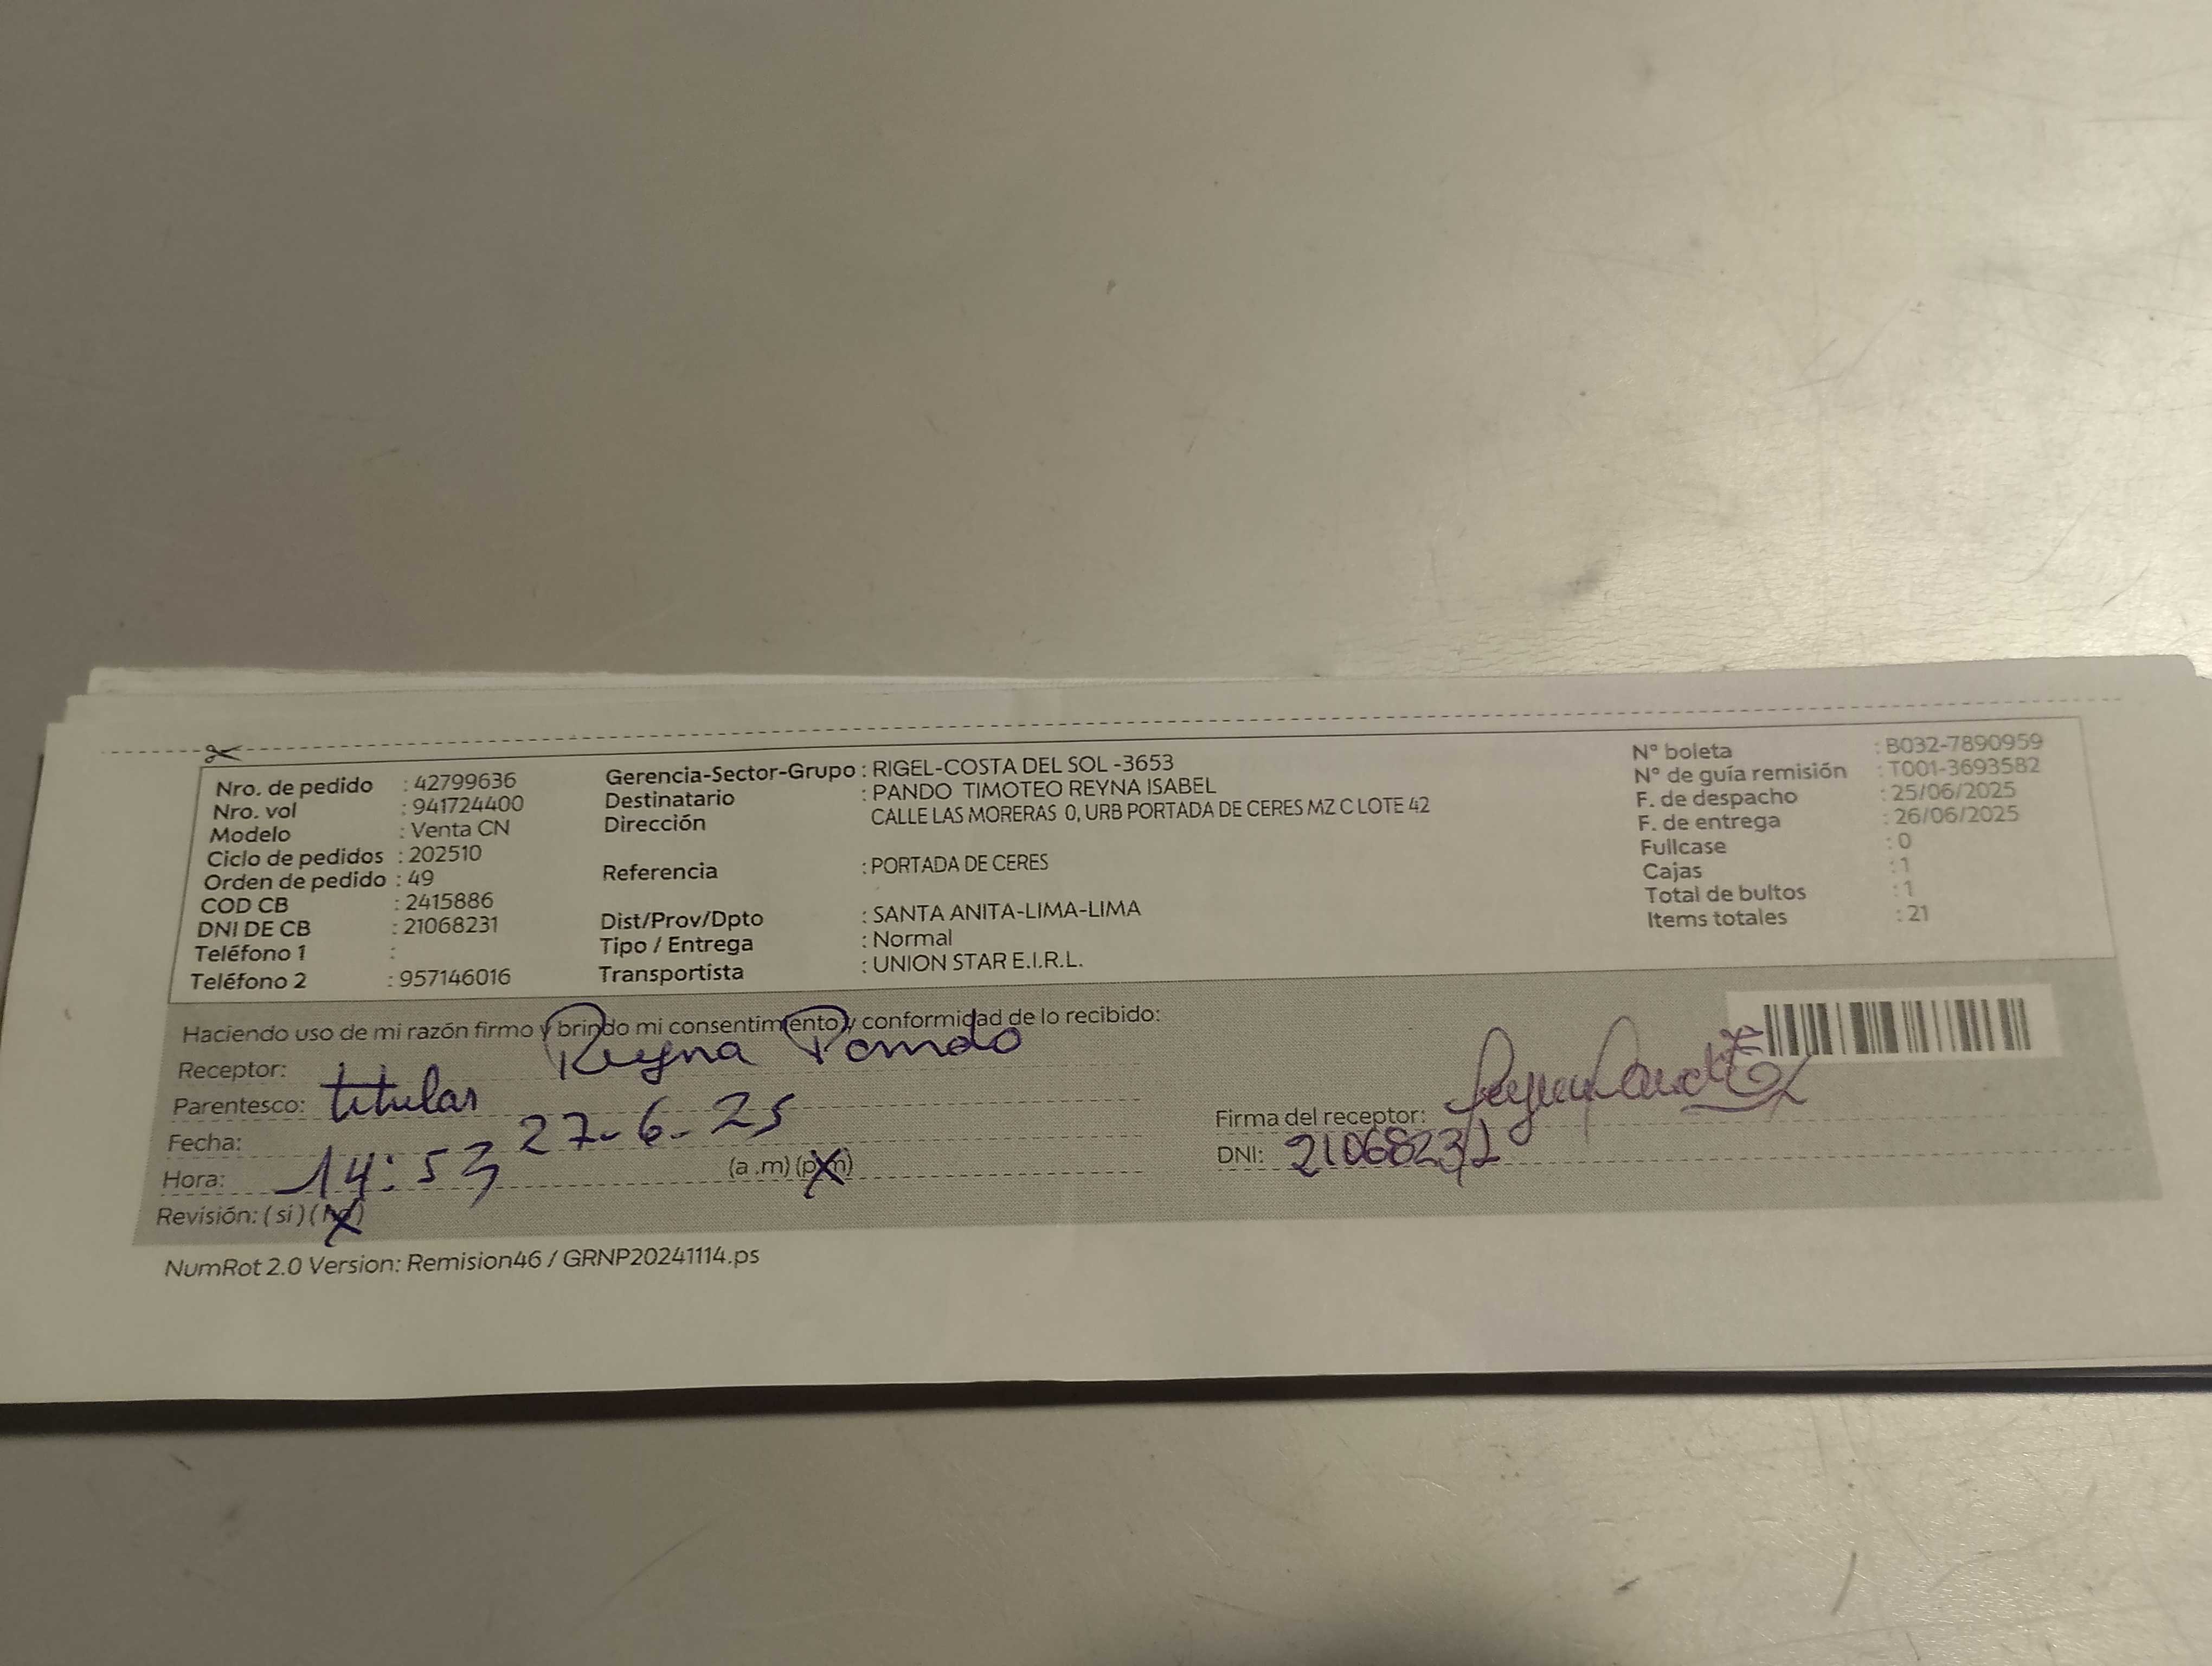 Nro. de pedido : 42799636
Nro. vol : 941724400
Modelo : Venta CN
Ciclo de pedidos : 202510
Orden de pedido : 49
COD CB : 2415886
DNI DE CB : 21068231
Teléfono 1 :
Teléfono 2 : 957146016
Gerencia-Sector-Grupo : RIGEL-COSTA DEL SOL -3653
Destinatario : PANDO TIMOTEO REYNA ISABEL
Dirección CALLE LAS MORERAS 0, URB PORTADA DE CERES MZ C LOTE 42
Referencia : PORTADA DE CERES
Dist/Prov/Dpto : SANTA ANITA-LIMA-LIMA
Tipo / Entrega : Normal
Transportista : UNION STAR E.I.R.L.
N° boleta : B032-7890959
N° de guía remisión : T001-3693582
F. de despacho : 25/06/2025
F. de entrega : 26/06/2025
Fullcase : 0
Cajas : 1
Total de bultos : 1
Items totales : 21
Haciendo uso de mi razón firmo y brindo mi consentimiento y conformidad de lo recibido:
Receptor: Reyna Pando
Parentesco: titular
Fecha: 27-6-25
Hora: 14:53 (a.m) (p.m)
Revisión: (si) (no)
Firma del receptor:
DNI: 21068231
NumRot 2.0 Version: Remision46 / GRNP20241114.ps